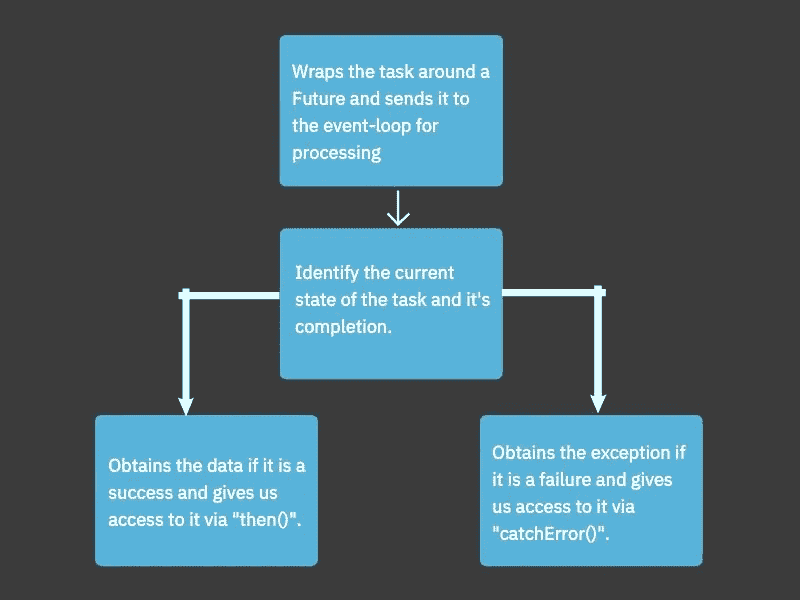 Wraps the task around a
Future and sends it to
the event-loop for
processing
Identify the current
state of the task and it's
completion.
Obtains the data if it is a
success and gives us
access to it via "then()".
Obtains the exception if
it is a failure and gives
us access to it via
"catchError()".